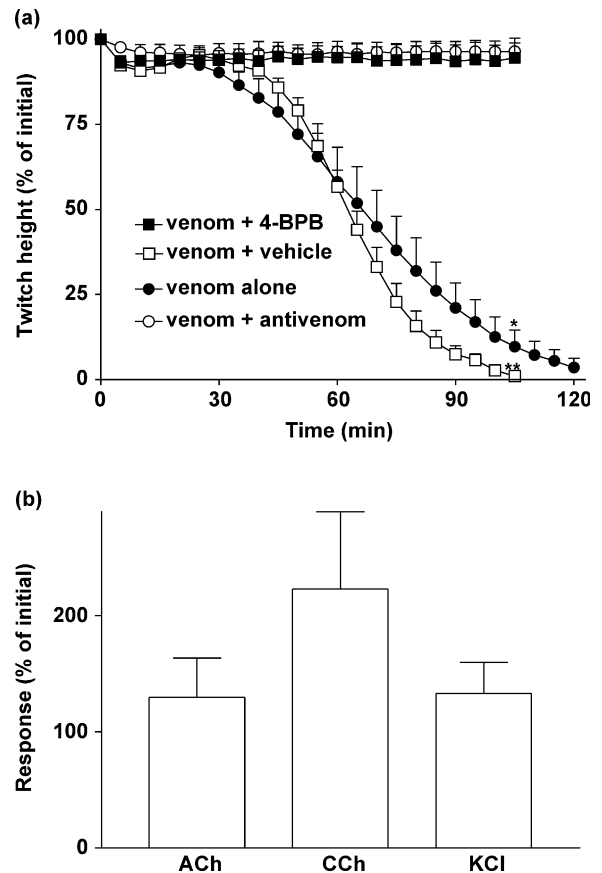 (a)
100
75
50
25
0
Twitch height (% of initial)
venom + 4-BPB
venom + vehicle
venom alone
venom + antivenom
*
**
0 30 60 90 120
Time (min)
(b)
200
100
0
Response (% of initial)
ACh CCh KCl